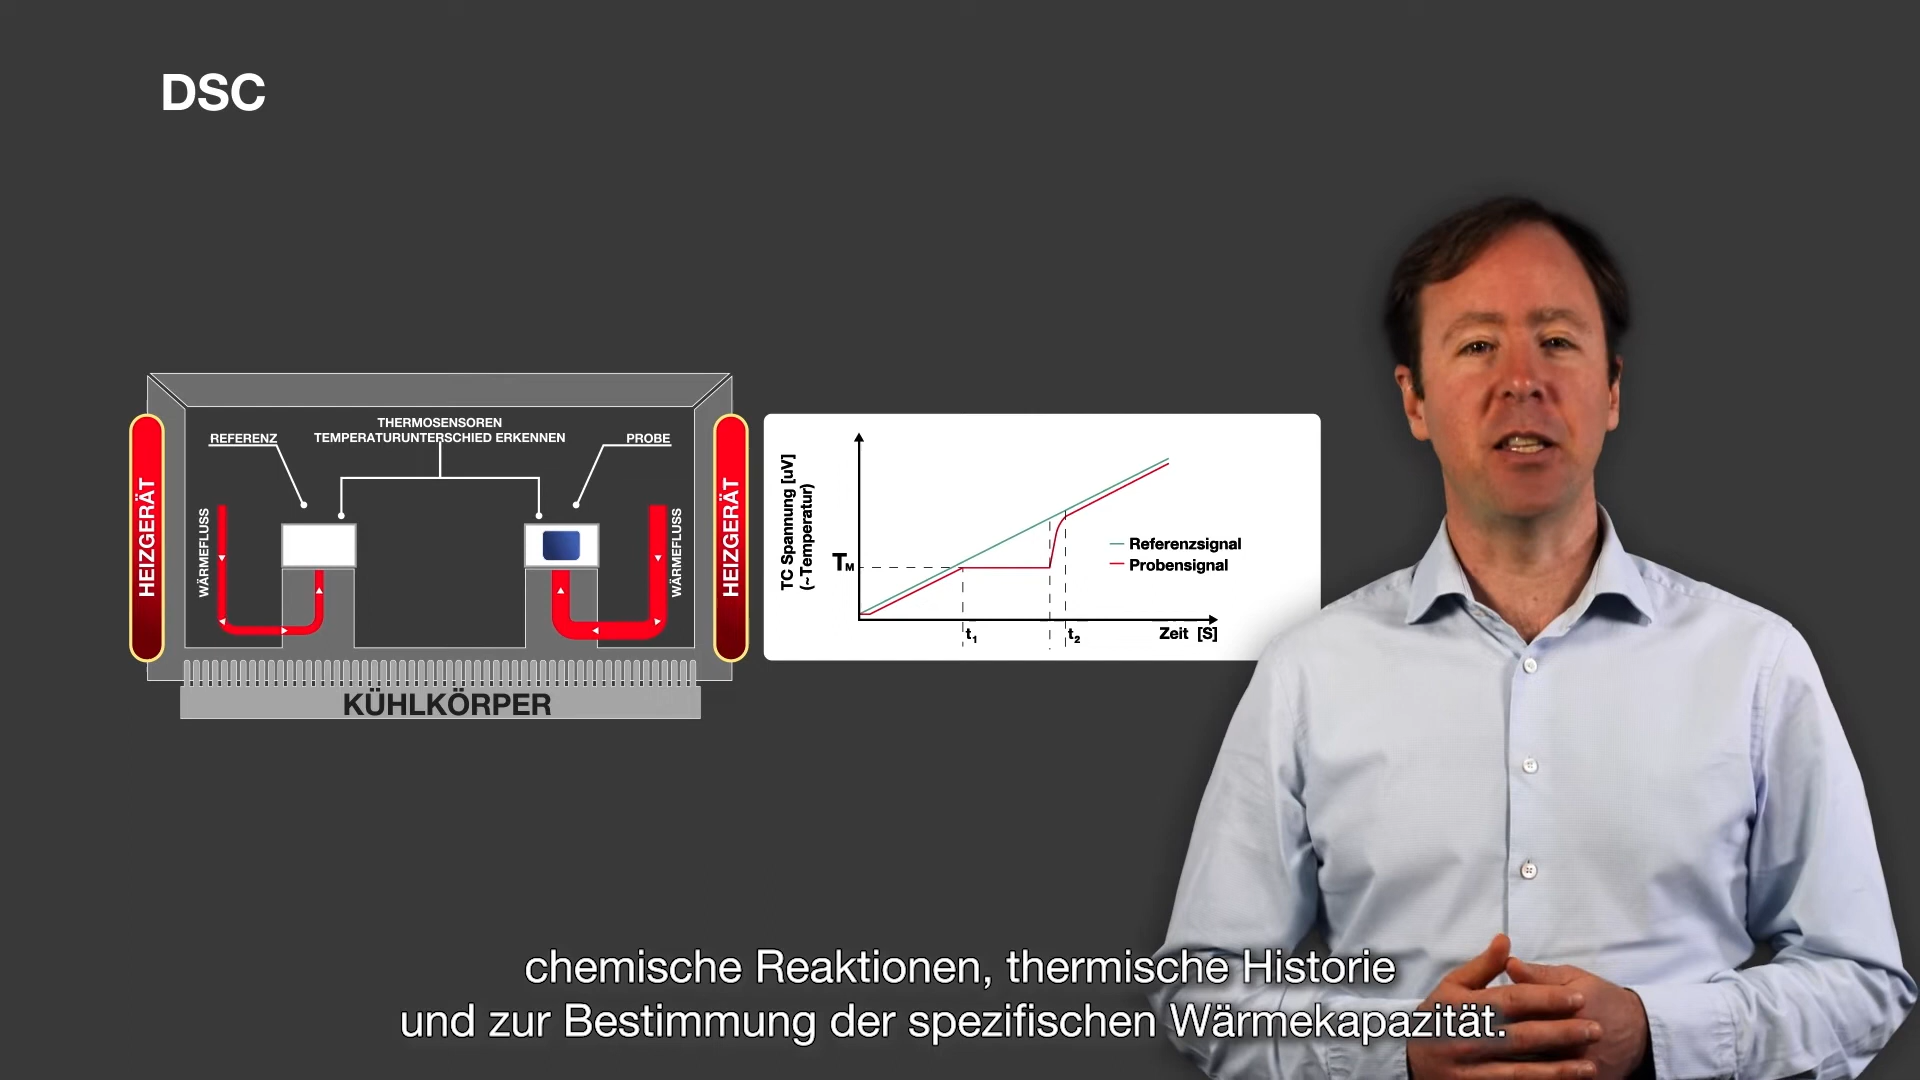 DSC
THERMOSENSOREN
TEMPERATURUNTERSCHIED ERKENNEN
REFERENZ
PROBE
HEIZGERÄT
WÄRMEFLUSS
WÄRMEFLUSS
HEIZGERÄT
KÜHLKÖRPER
TC Spannung [uV]
(~Temperatur)
TM
Referenzsignal
Probensignal
t1
t2
Zeit [S]
chemische Reaktionen, thermische Historie
und zur Bestimmung der spezifischen Wärmekapazität.